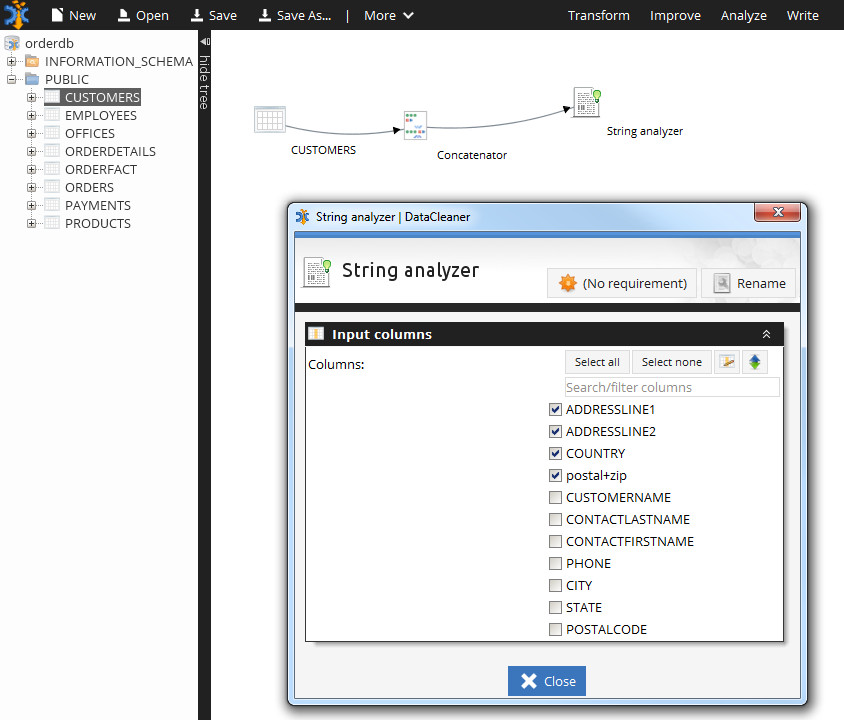 New Open Save Save As... | More Transform Improve Analyze Write
orderdb
INFORMATION_SCHEMA
PUBLIC
CUSTOMERS
EMPLOYEES
OFFICES
ORDERDETAILS
ORDERFACT
ORDERS
PAYMENTS
PRODUCTS
hide tree
CUSTOMERS
Concatenator
String analyzer
String analyzer | DataCleaner
String analyzer
(No requirement) Rename
Input columns
Columns: Select all Select none
Search/filter columns
ADDRESSLINE1
ADDRESSLINE2
COUNTRY
postal+zip
CUSTOMERNAME
CONTACTLASTNAME
CONTACTFIRSTNAME
PHONE
CITY
STATE
POSTALCODE
Close